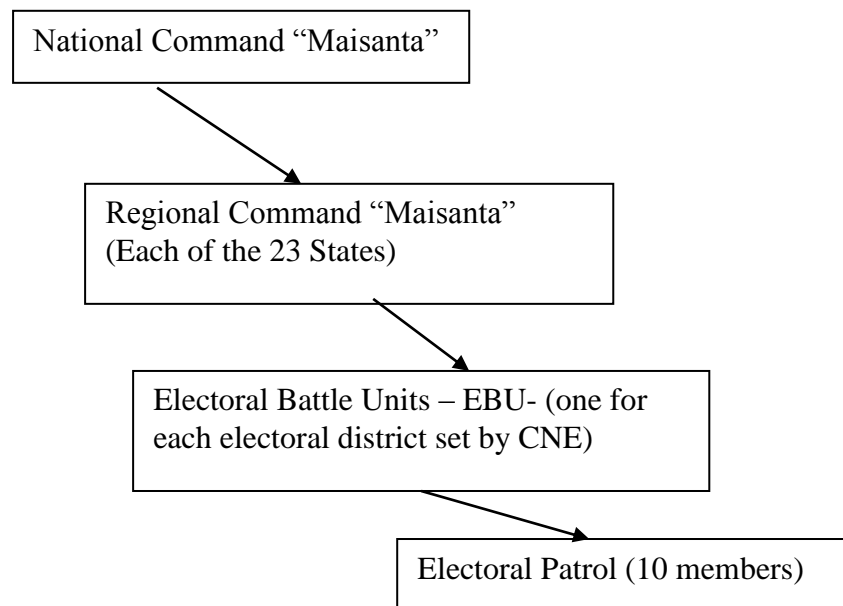 National Command “Maisanta”
Regional Command “Maisanta”
(Each of the 23 States)
Electoral Battle Units – EBU- (one for
each electoral district set by CNE)
Electoral Patrol (10 members)